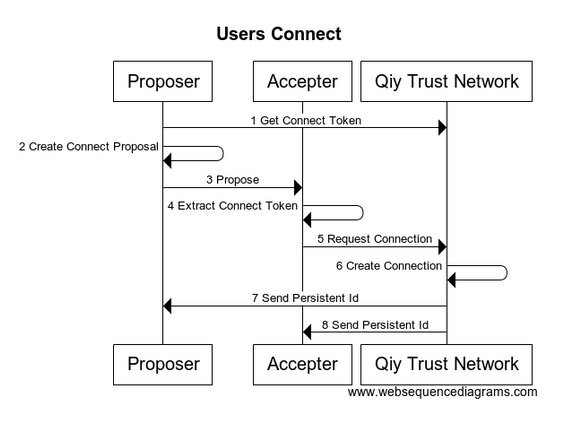 Users Connect
Proposer
Accepter
Qiy Trust Network
1 Get Connect Token
2 Create Connect Proposal
3 Propose
4 Extract Connect Token
5 Request Connection
6 Create Connection
7 Send Persistent Id
8 Send Persistent Id
Proposer
Accepter
Qiy Trust Network
www.websequencediagrams.com